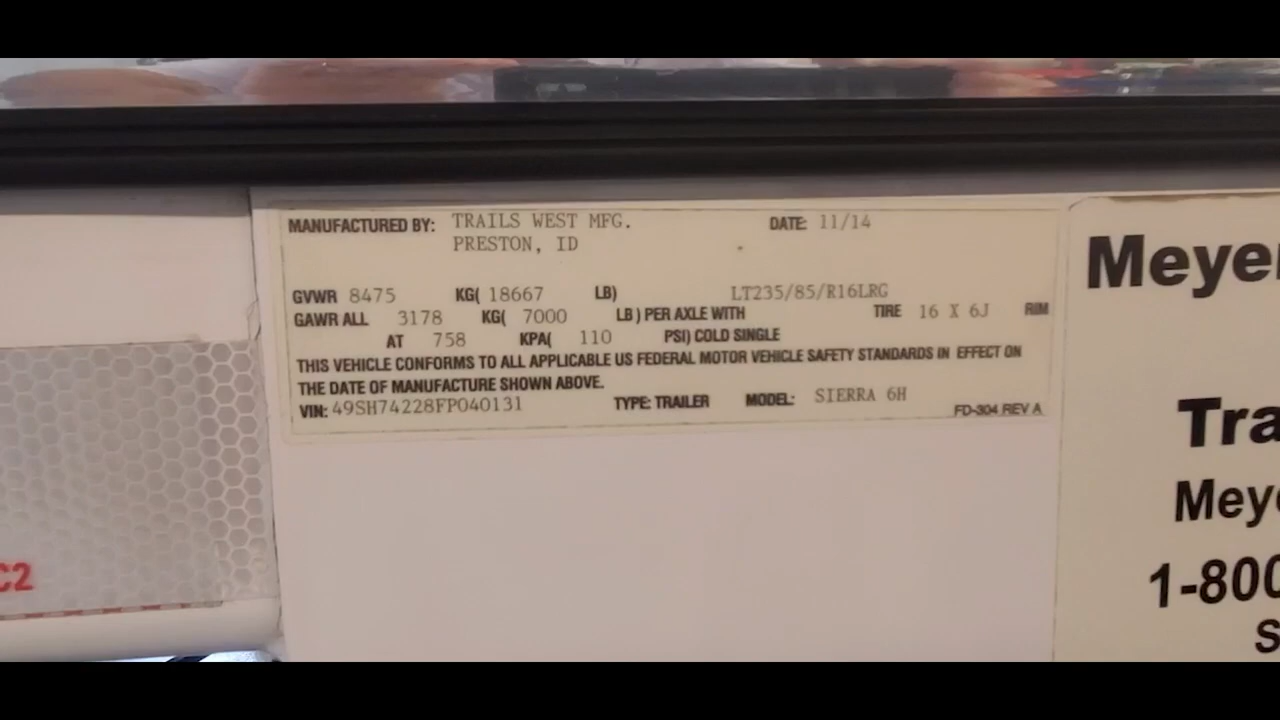 MANUFACTURED BY: TRAILS WEST MFG. DATE: 11/14
PRESTON, ID
GVWR 8475 KG( 18667 LB) LT235/85/R16LRG
GAWR ALL 3178 KG( 7000 LB) PER AXLE WITH TIRE 16 X 6J RIM
AT 758 KPA( 110 PSI) COLD SINGLE
THIS VEHICLE CONFORMS TO ALL APPLICABLE US FEDERAL MOTOR VEHICLE SAFETY STANDARDS IN EFFECT ON
THE DATE OF MANUFACTURE SHOWN ABOVE.
VIN: 49SH74228FP040131 TYPE: TRAILER MODEL: SIERRA 6H
FD-304 REV A
C2
Meye
Tra
Mey
1-800
S